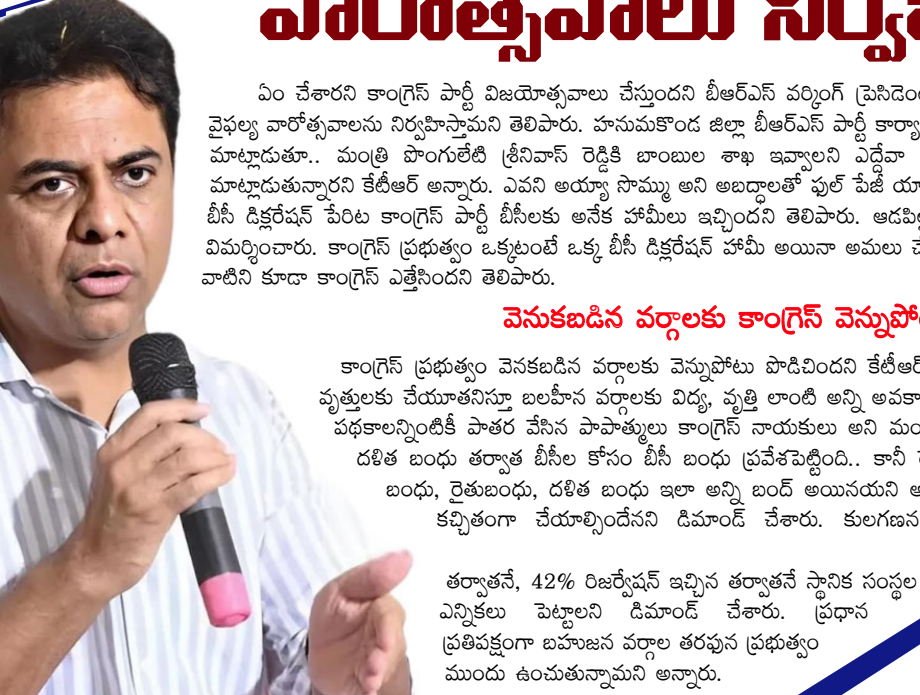 వారోత్సవాలు
ఏం చేశారని కాంగ్రెస్ పార్టీ విజయోత్సవాలు చేస్తుందని బీఆర్ఎస్ వర్కింగ్
వైఫల్య వారోత్సవాలను నిర్వహిస్తామని తెలిపారు. హనుమకొండ జిల్లా బీఆర్ఎస్ పార్టీ
మాట్లాడుతూ.. మంత్రి పొంగులేటి శ్రీనివాస్ రెడ్డికి బాంబుల శాఖ ఇవ్వాలని ఎద్దేవా
మాట్లాడుతున్నారని కేటీఆర్ అన్నారు. ఎవని అయ్యా సొమ్ము అని అబద్ధాలతో ఫుల్ పేజీ
బీసీ డిక్లరేషన్ పేరిట కాంగ్రెస్ పార్టీ బీసీలకు అనేక హామీలు ఇచ్చిందని తెలిపారు.
విమర్శించారు. కాంగ్రెస్ ప్రభుత్వం ఒక్కటంటే ఒక్క బీసీ డిక్లరేషన్ హామీ అయినా అమలు
వాటిని కూడా కాంగ్రెస్ ఎత్తేసిందని తెలిపారు.
వెనుకబడిన వర్గాలకు కాంగ్రెస్
కాంగ్రెస్ ప్రభుత్వం వెనకబడిన వర్గాలకు వెన్నుపోటు పొడిచిందని కేటీఆర్
వృత్తులకు చేయూతనిస్తూ బలహీన వర్గాలకు విద్య, వృత్తి లాంటి అన్ని
పథకాలన్నింటికీ పాతర వేసిన పాపాత్ములు కాంగ్రెస్ నాయకులు అని
దళిత బంధు తర్వాత బీసీల కోసం బీసీ బంధు ప్రవేశపెట్టింది.. కానీ
బంధు, రైతుబంధు, దళిత బంధు ఇలా అన్ని బంద్ అయినయని
కచ్చితంగా చేయాల్సిందేనని డిమాండ్ చేశారు. కులగణన
తర్వాతనే, 42% రిజర్వేషన్ ఇచ్చిన తర్వాతనే స్థానిక సంస్థల
ఎన్నికలు పెట్టాలని డిమాండ్ చేశారు. ప్రధాన
ప్రతిపక్షంగా బహుజన వర్గాల తరఫున ప్రభుత్వం
ముందు ఉంచుతున్నామని అన్నారు.